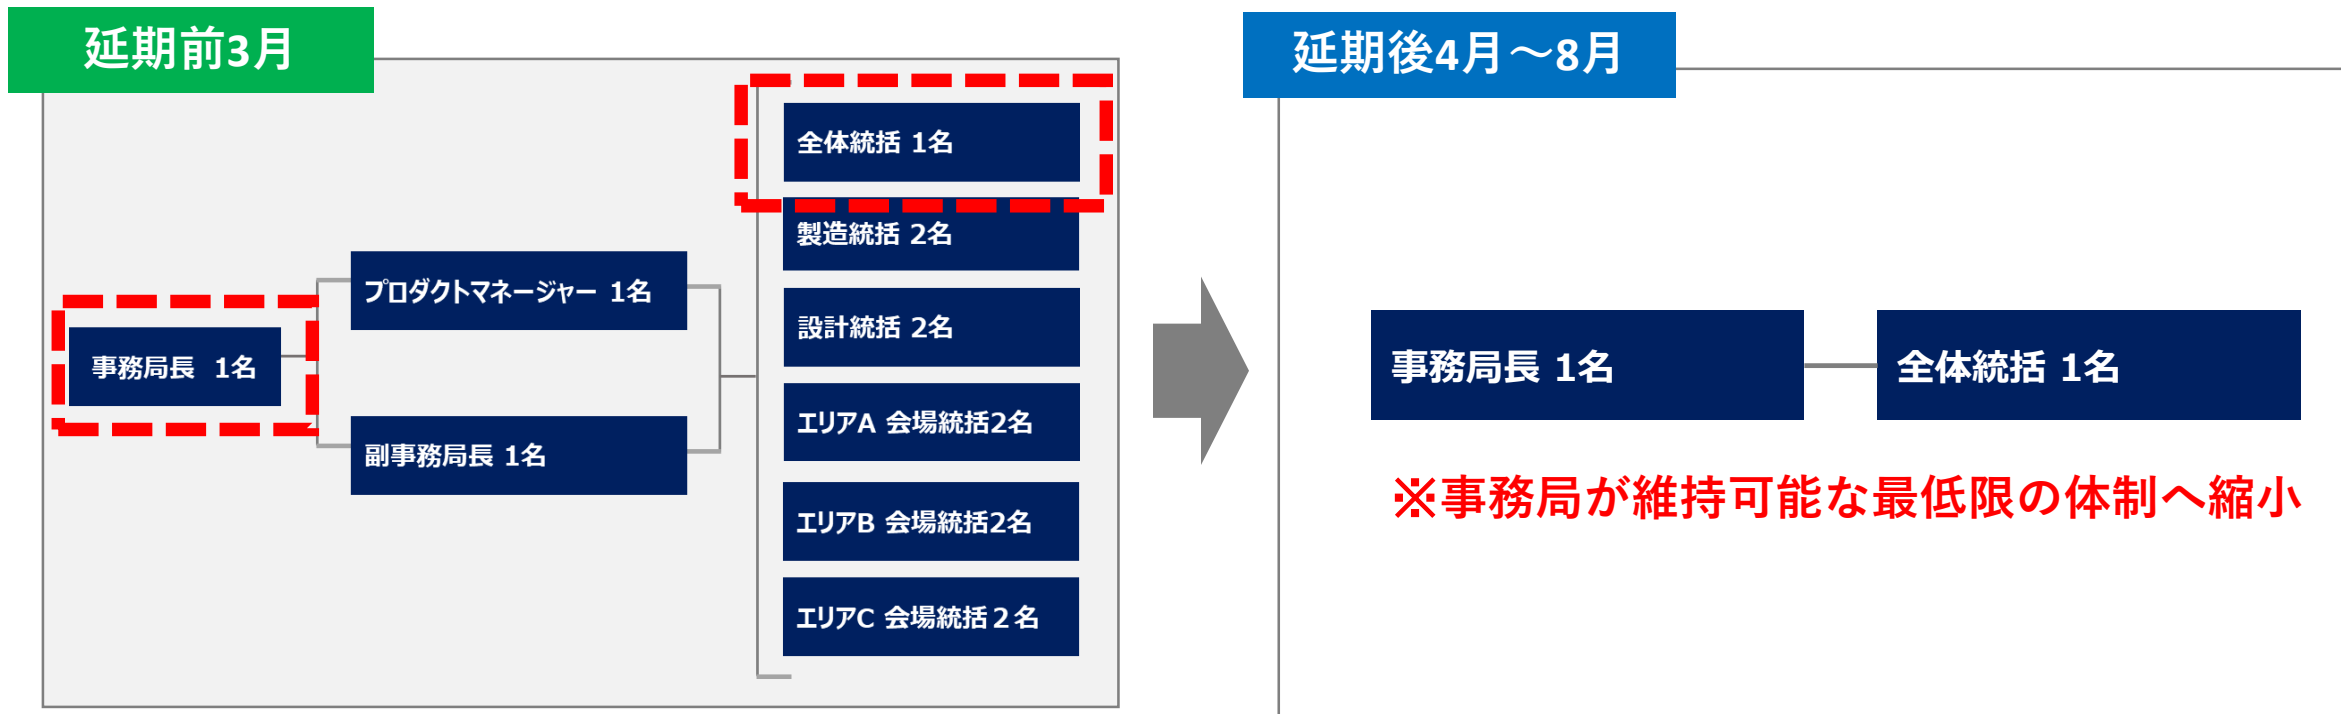 延期前3月
事務局長 1名
プロダクトマネージャー 1名
副事務局長 1名
全体統括 1名
製造統括 2名
設計統括 2名
エリアA 会場統括2名
エリアB 会場統括2名
エリアC 会場統括２名
延期後4月～8月
事務局長 1名
全体統括 1名
※事務局が維持可能な最低限の体制へ縮小